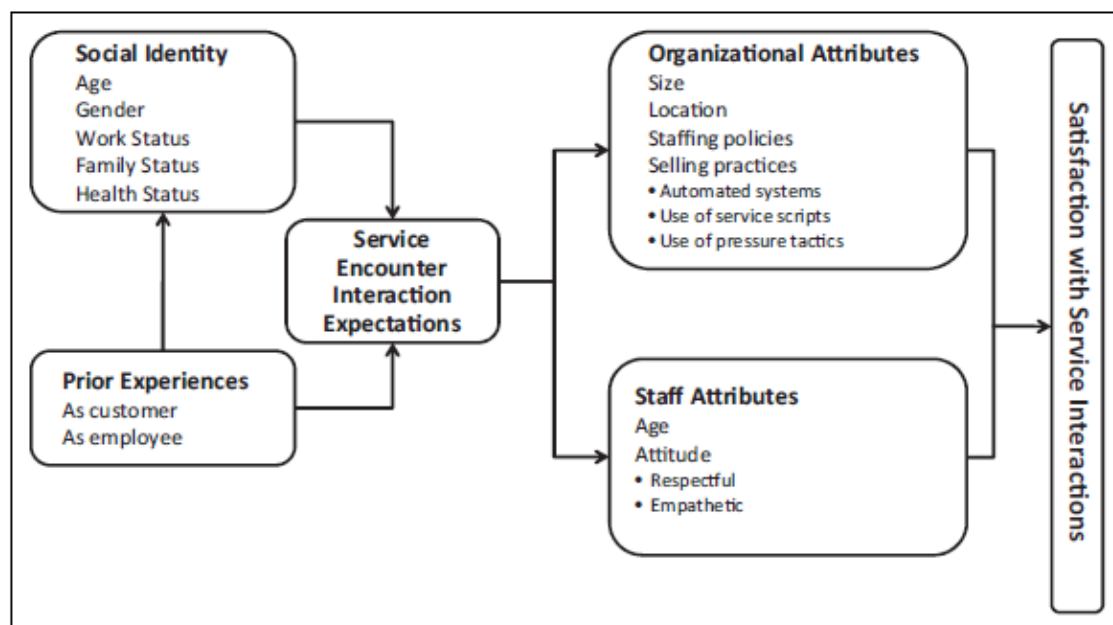 Social Identity
Age
Gender
Work Status
Family Status
Health Status
Prior Experiences
As customer
As employee
Service
Encounter
Interaction
Expectations
Organizational Attributes
Size
Location
Staffing policies
Selling practices
• Automated systems
• Use of service scripts
• Use of pressure tactics
Staff Attributes
Age
Attitude
• Respectful
• Empathetic
Satisfaction with Service Interactions